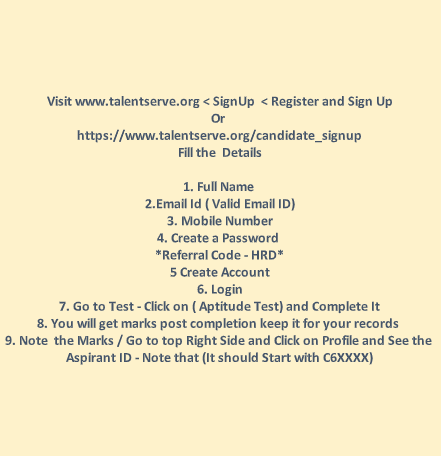 Visit www.talentserve.org < SignUp < Register and Sign Up
Or
https://www.talentserve.org/candidate_signup
Fill the Details
1. Full Name
2.Email Id ( Valid Email ID)
3. Mobile Number
4. Create a Password
*Referral Code - HRD*
5 Create Account
6. Login
7. Go to Test - Click on ( Aptitude Test) and Complete It
8. You will get marks post completion keep it for your records
9. Note the Marks / Go to top Right Side and Click on Profile and See the
Aspirant ID - Note that (It should Start with C6XXXX)